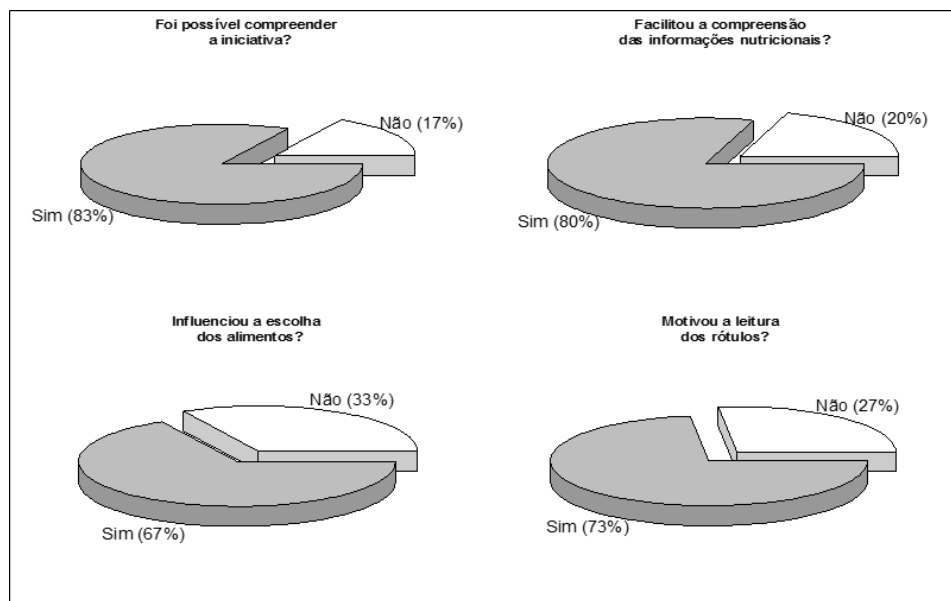 Foi possível compreender
a iniciativa?
Não (17%)
Sim (83%)
Facilitou a compreensão
das informações nutricionais?
Não (20%)
Sim (80%)
Influenciou a escolha
dos alimentos?
Não (33%)
Sim (67%)
Motivou a leitura
dos rótulos?
Não (27%)
Sim (73%)